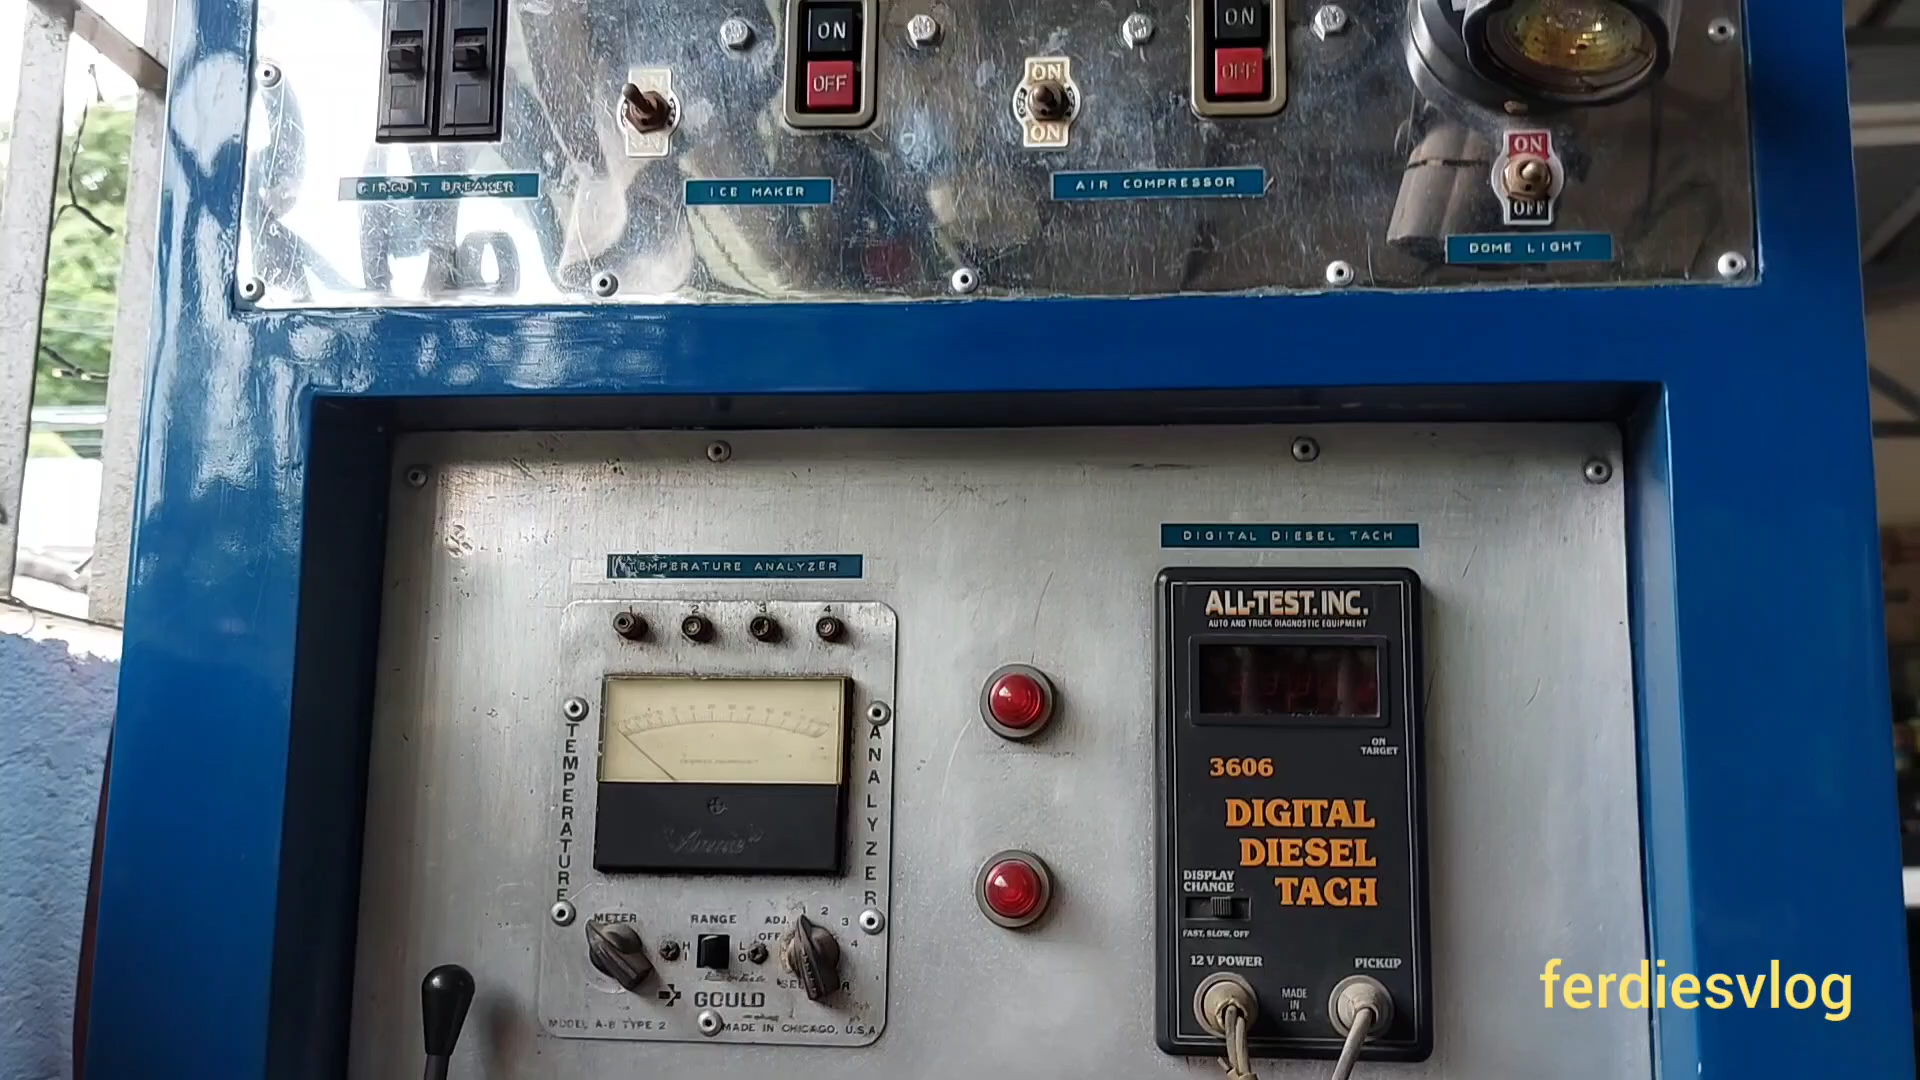 ON
OFF
ON
OFF
ON
ON
ON
OFF
CIRCUIT BREAKER
ICE MAKER
AIR COMPRESSOR
DOME LIGHT
DIGITAL DIESEL TACH
TEMPERATURE ANALYZER
1 2 3 4
TEMPERATURE
ANALYZER
METER
RANGE
HI
LO
ADJ.
OFF
1 2 3 4
GOULD
MODEL A-B TYPE 2
MADE IN CHICAGO, U.S.A
ALL-TEST. INC.
AUTO AND TRUCK DIAGNOSTIC EQUIPMENT
ON
TARGET
3606
DIGITAL
DIESEL
TACH
DISPLAY
CHANGE
FAST, SLOW, OFF
12 V POWER
PICKUP
MADE
IN
U.S.A
ferdiesvlog